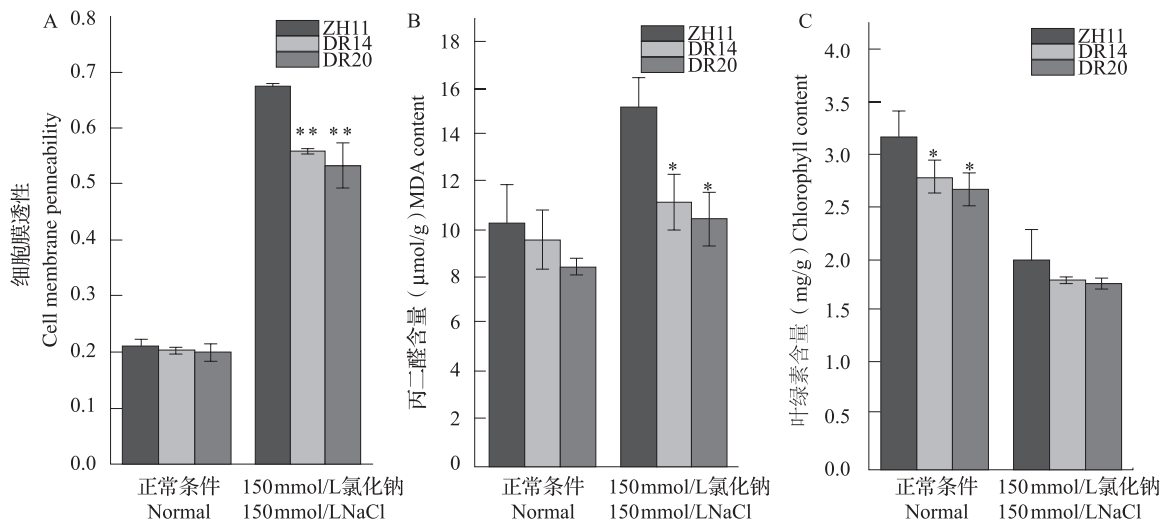 A
细胞膜透性
Cell membrane penneability
0.8
0.7
0.6
0.5
0.4
0.3
0.2
0.1
0.0
ZH11
DR14
DR20
** **
正常条件
Normal
150mmol/L氯化钠
150mmol/LNaCl
B
丙二醛含量（μmol/g）MDA content
18
16
14
12
10
8
6
4
2
0
ZH11
DR14
DR20
*
*
正常条件
Normal
150mmol/L氯化钠
150mmol/LNaCl
C
叶绿素含量（mg/g）Chlorophyll content
4.0
3.5
3.0
2.5
2.0
1.5
1.0
0.5
0.0
ZH11
DR14
DR20
*
*
正常条件
Normal
150mmol/L氯化钠
150mmol/LNaCl